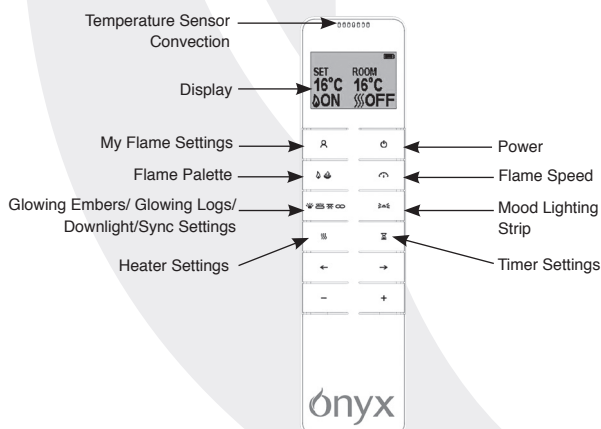 Temperature Sensor
Convection
Display
SET ROOM
16°C 16°C
ON OFF
My Flame Settings
Power
Flame Palette
Flame Speed
Glowing Embers/ Glowing Logs/
Downlight/Sync Settings
Mood Lighting
Strip
Heater Settings
Timer Settings
← →
− +
ónyx